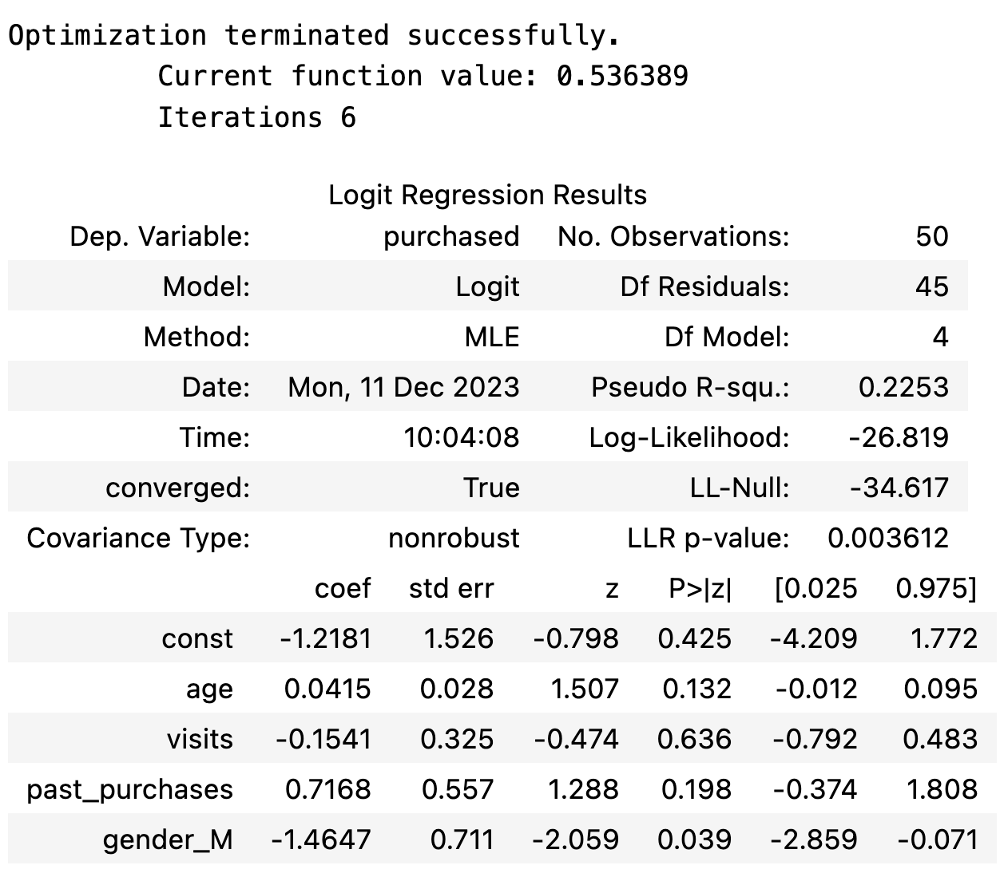 Optimization terminated successfully.
Current function value: 0.536389
Iterations 6
Logit Regression Results
Dep. Variable: purchased No. Observations: 50
Model: Logit Df Residuals: 45
Method: MLE Df Model: 4
Date: Mon, 11 Dec 2023 Pseudo R-squ.: 0.2253
Time: 10:04:08 Log-Likelihood: -26.819
converged: True LL-Null: -34.617
Covariance Type: nonrobust LLR p-value: 0.003612
coef std err z P>|z| [0.025 0.975]
const -1.2181 1.526 -0.798 0.425 -4.209 1.772
age 0.0415 0.028 1.507 0.132 -0.012 0.095
visits -0.1541 0.325 -0.474 0.636 -0.792 0.483
past_purchases 0.7168 0.557 1.288 0.198 -0.374 1.808
gender_M -1.4647 0.711 -2.059 0.039 -2.859 -0.071